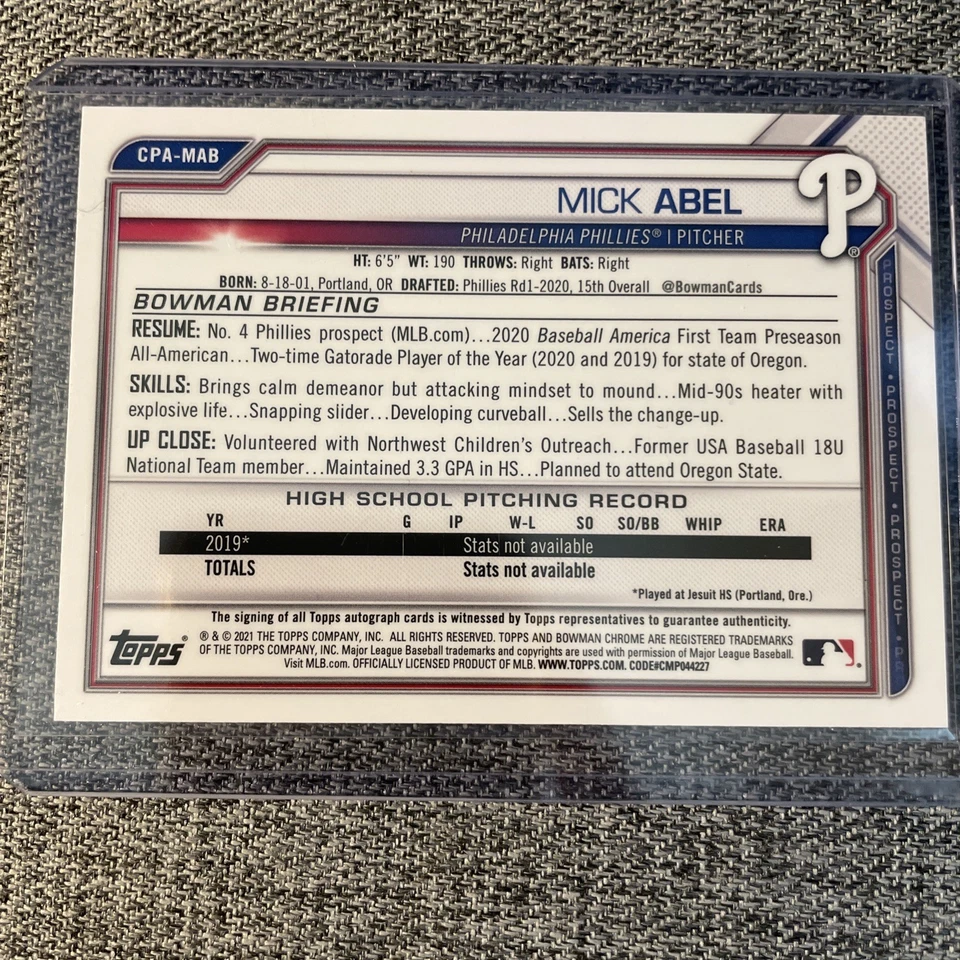 CPA-MAB
MICK ABEL
PHILADELPHIA PHILLIES® | PITCHER
HT: 6'5" WT: 190 THROWS: Right BATS: Right
BORN: 8-18-01, Portland, OR DRAFTED: Phillies Rd1-2020, 15th Overall @BowmanCards
BOWMAN BRIEFING
RESUME: No. 4 Phillies prospect (MLB.com)...2020 Baseball America First Team Preseason
All-American...Two-time Gatorade Player of the Year (2020 and 2019) for state of Oregon.
SKILLS: Brings calm demeanor but attacking mindset to mound...Mid-90s heater with
explosive life...Snapping slider...Developing curveball...Sells the change-up.
UP CLOSE: Volunteered with Northwest Children's Outreach...Former USA Baseball 18U
National Team member...Maintained 3.3 GPA in HS...Planned to attend Oregon State.
HIGH SCHOOL PITCHING RECORD
YR G IP W-L SO SO/BB WHIP ERA
2019* Stats not available
TOTALS Stats not available
*Played at Jesuit HS (Portland, Ore.)
The signing of all Topps autograph cards is witnessed by Topps representatives to guarantee authenticity.
topps®
® & © 2021 THE TOPPS COMPANY, INC. ALL RIGHTS RESERVED. TOPPS AND BOWMAN CHROME ARE REGISTERED TRADEMARKS
OF THE TOPPS COMPANY, INC. Major League Baseball trademarks and copyrights are used with permission of Major League Baseball.
Visit MLB.com. OFFICIALLY LICENSED PRODUCT OF MLB. WWW.TOPPS.COM. CODE#CMP044227
P®
PROSPECT • PROSPECT • PROSPECT • PS